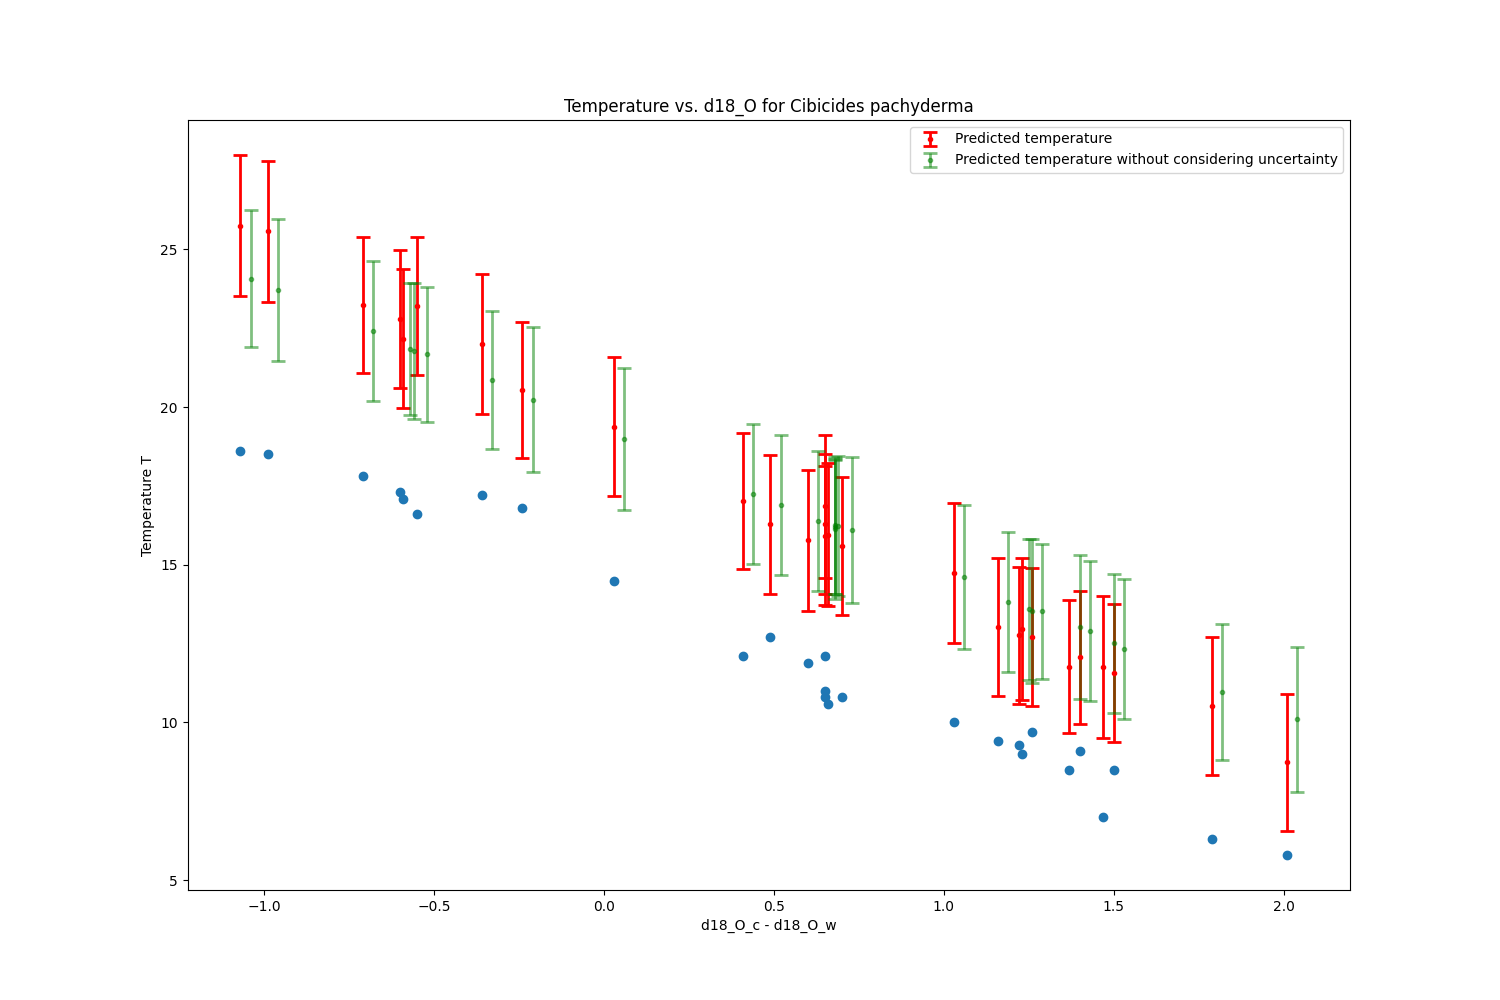 Temperature vs. d18_O for Cibicides pachyderma
Predicted temperature
Predicted temperature without considering uncertainty
Temperature T
25
20
15
10
5
−1.0
−0.5
0.0
0.5
1.0
1.5
2.0
d18_O_c - d18_O_w